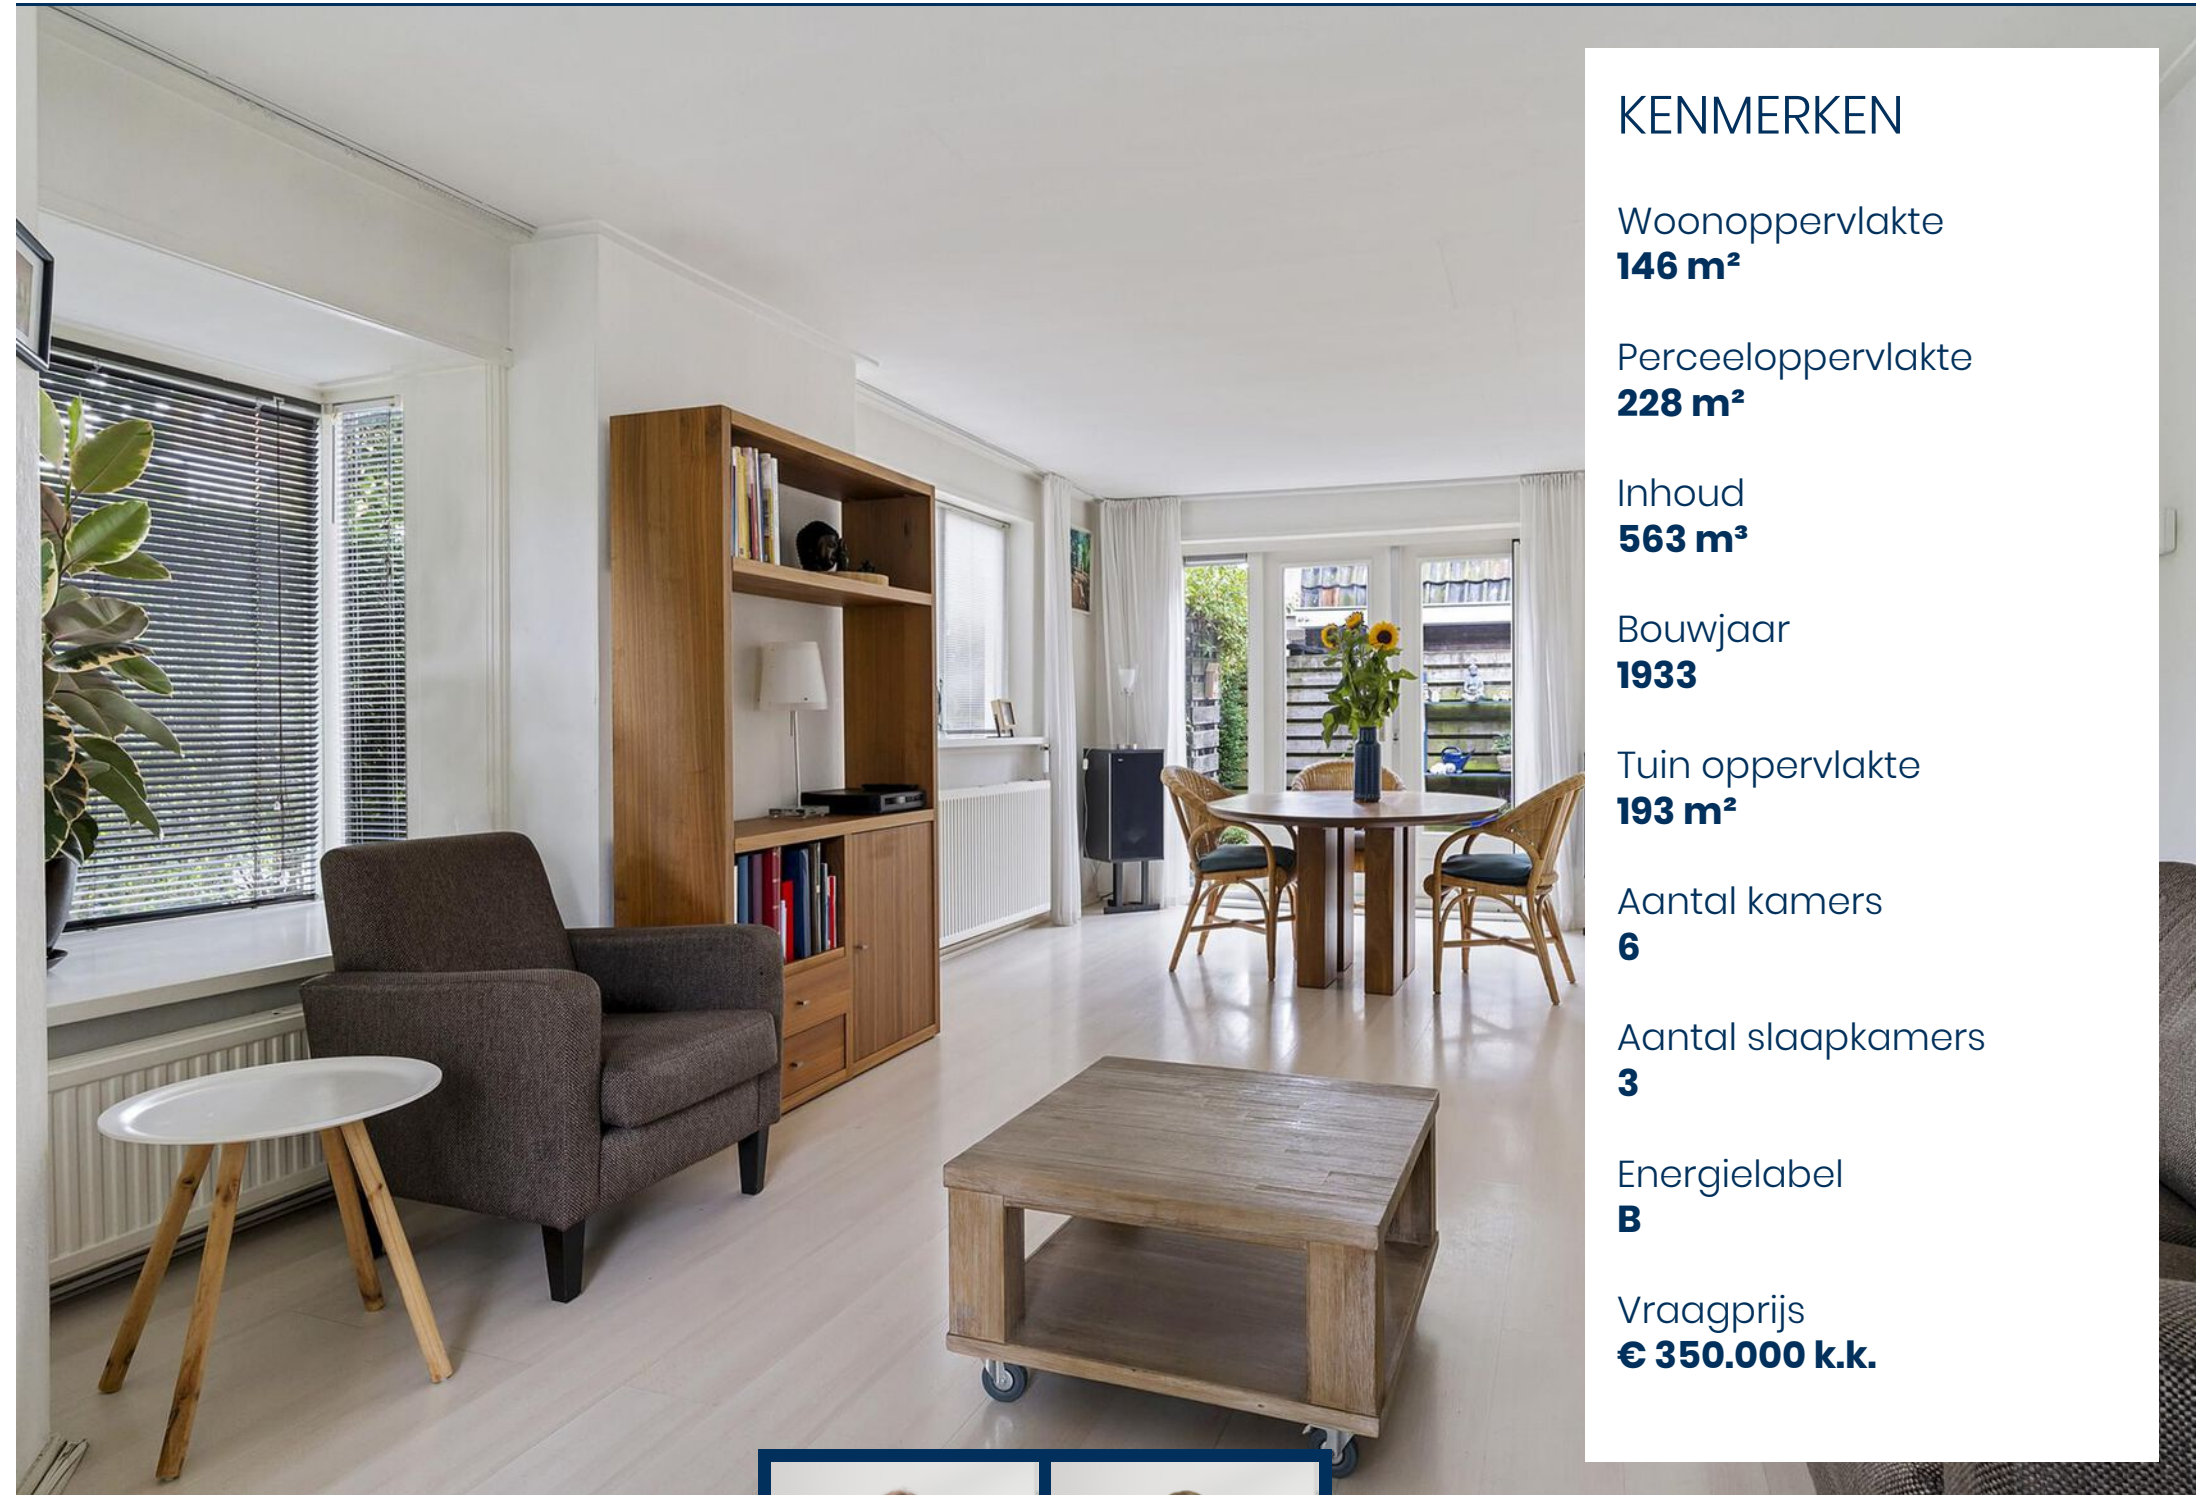 KENMERKEN
Woonoppervlakte
146 m²
Perceeloppervlakte
228 m²
Inhoud
563 m³
Bouwjaar
1933
Tuin oppervlakte
193 m²
Aantal kamers
6
Aantal slaapkamers
3
Energielabel
B
Vraagprijs
€ 350.000 k.k.